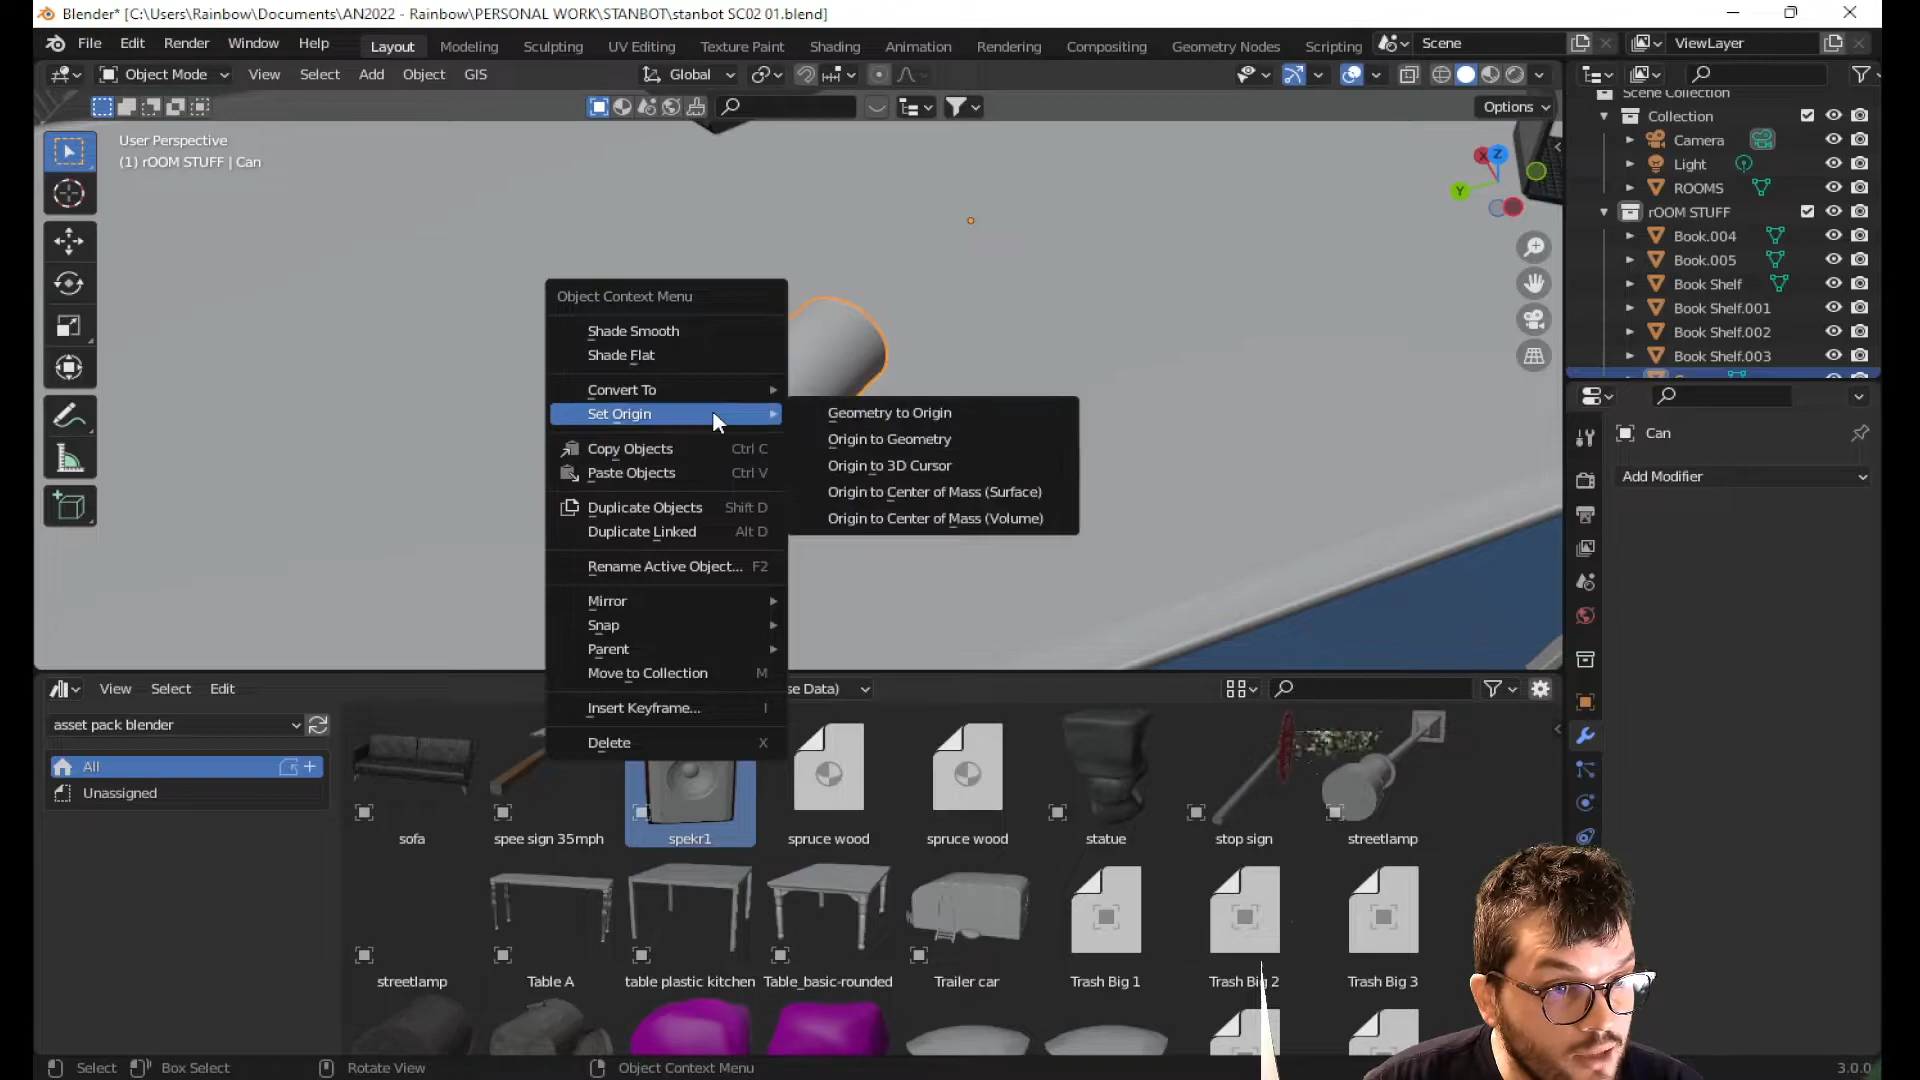 Blender* [C:\Users\Rainbow\Documents\AN2022 - Rainbow\PERSONAL WORK\STANBOT\stanbot SC02 01.blend]
File Edit Render Window Help Layout Modeling Sculpting UV Editing Texture Paint Shading Animation Rendering Compositing Geometry Nodes Scripting Scene ViewLayer
Object Mode View Select Add Object GIS Global
Options
User Perspective
(1) rOOM STUFF | Can
X Y Z
Scene Collection
Collection
Camera
Light
ROOMS
rOOM STUFF
Book.004
Book.005
Book Shelf
Book Shelf.001
Book Shelf.002
Book Shelf.003
Can
Add Modifier
Object Context Menu
Shade Smooth
Shade Flat
Convert To
Set Origin
Copy Objects Ctrl C
Paste Objects Ctrl V
Duplicate Objects Shift D
Duplicate Linked Alt D
Rename Active Object... F2
Mirror
Snap
Parent
Move to Collection M
Insert Keyframe... I
Delete X
Geometry to Origin
Origin to Geometry
Origin to 3D Cursor
Origin to Center of Mass (Surface)
Origin to Center of Mass (Volume)
View Select Edit se Data)
asset pack blender
All
Unassigned
sofa spee sign 35mph spekr1 spruce wood spruce wood statue stop sign streetlamp
streetlamp Table A table plastic kitchen Table_basic-rounded Trailer car Trash Big 1 Trash Big 2 Trash Big 3
Select Box Select Rotate View Object Context Menu 3.0.0